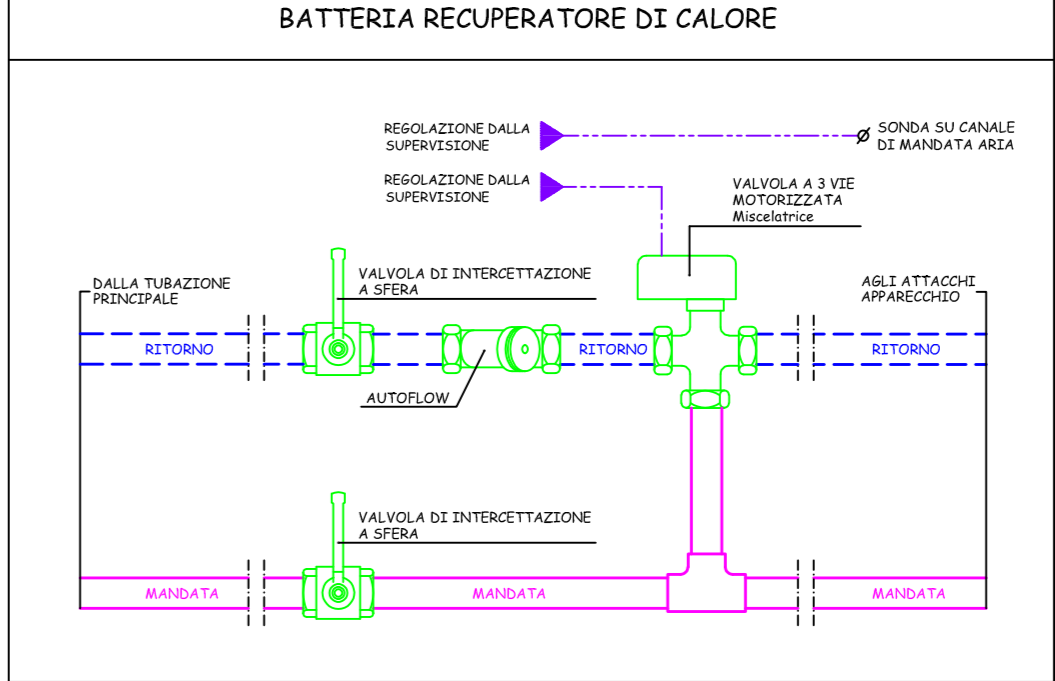 BATTERIA RECUPERATORE DI CALORE
REGOLAZIONE DALLA
SUPERVISIONE
SONDA SU CANALE
DI MANDATA ARIA
REGOLAZIONE DALLA
SUPERVISIONE
VALVOLA A 3 VIE
MOTORIZZATA
Miscelatrice
DALLA TUBAZIONE
PRINCIPALE
VALVOLA DI INTERCETTAZIONE
A SFERA
AGLI ATTACCHI
APPARECCHIO
RITORNO
RITORNO
RITORNO
AUTOFLOW
VALVOLA DI INTERCETTAZIONE
A SFERA
MANDATA
MANDATA
MANDATA